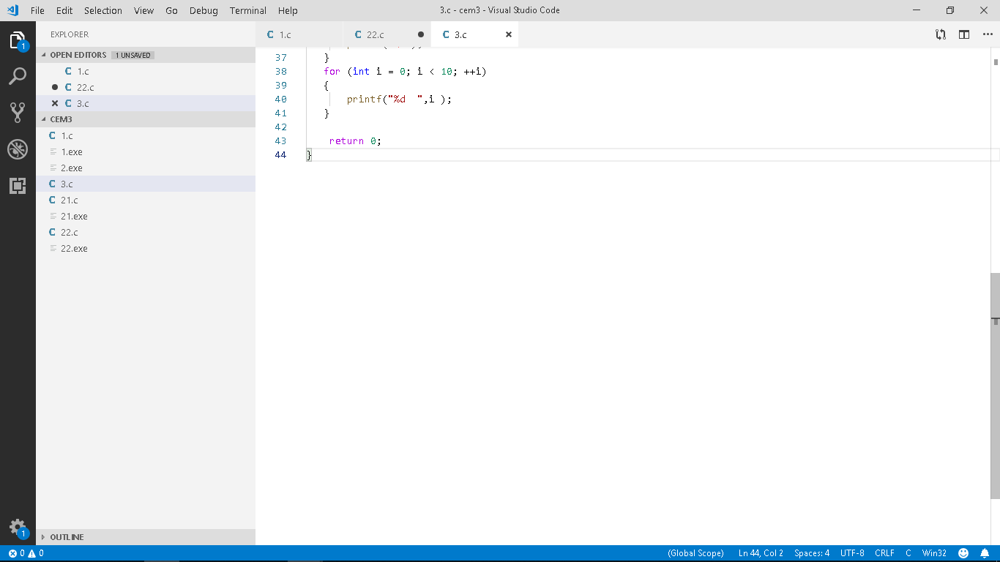 File Edit Selection View Go Debug Terminal Help 3.c - cem3 - Visual Studio Code
EXPLORER
1.c 22.c 3.c
1
OPEN EDITORS 1 UNSAVED
1.c
22.c
3.c
CEM3
1.c
1.exe
2.exe
3.c
21.c
21.exe
22.c
22.exe
37 }
38 for (int i = 0; i < 10; ++i)
39 {
40 printf("%d  ",i );
41 }
42
43 return 0;
44 }
OUTLINE
1
0 0 (Global Scope) Ln 44, Col 2 Spaces: 4 UTF-8 CRLF C Win32